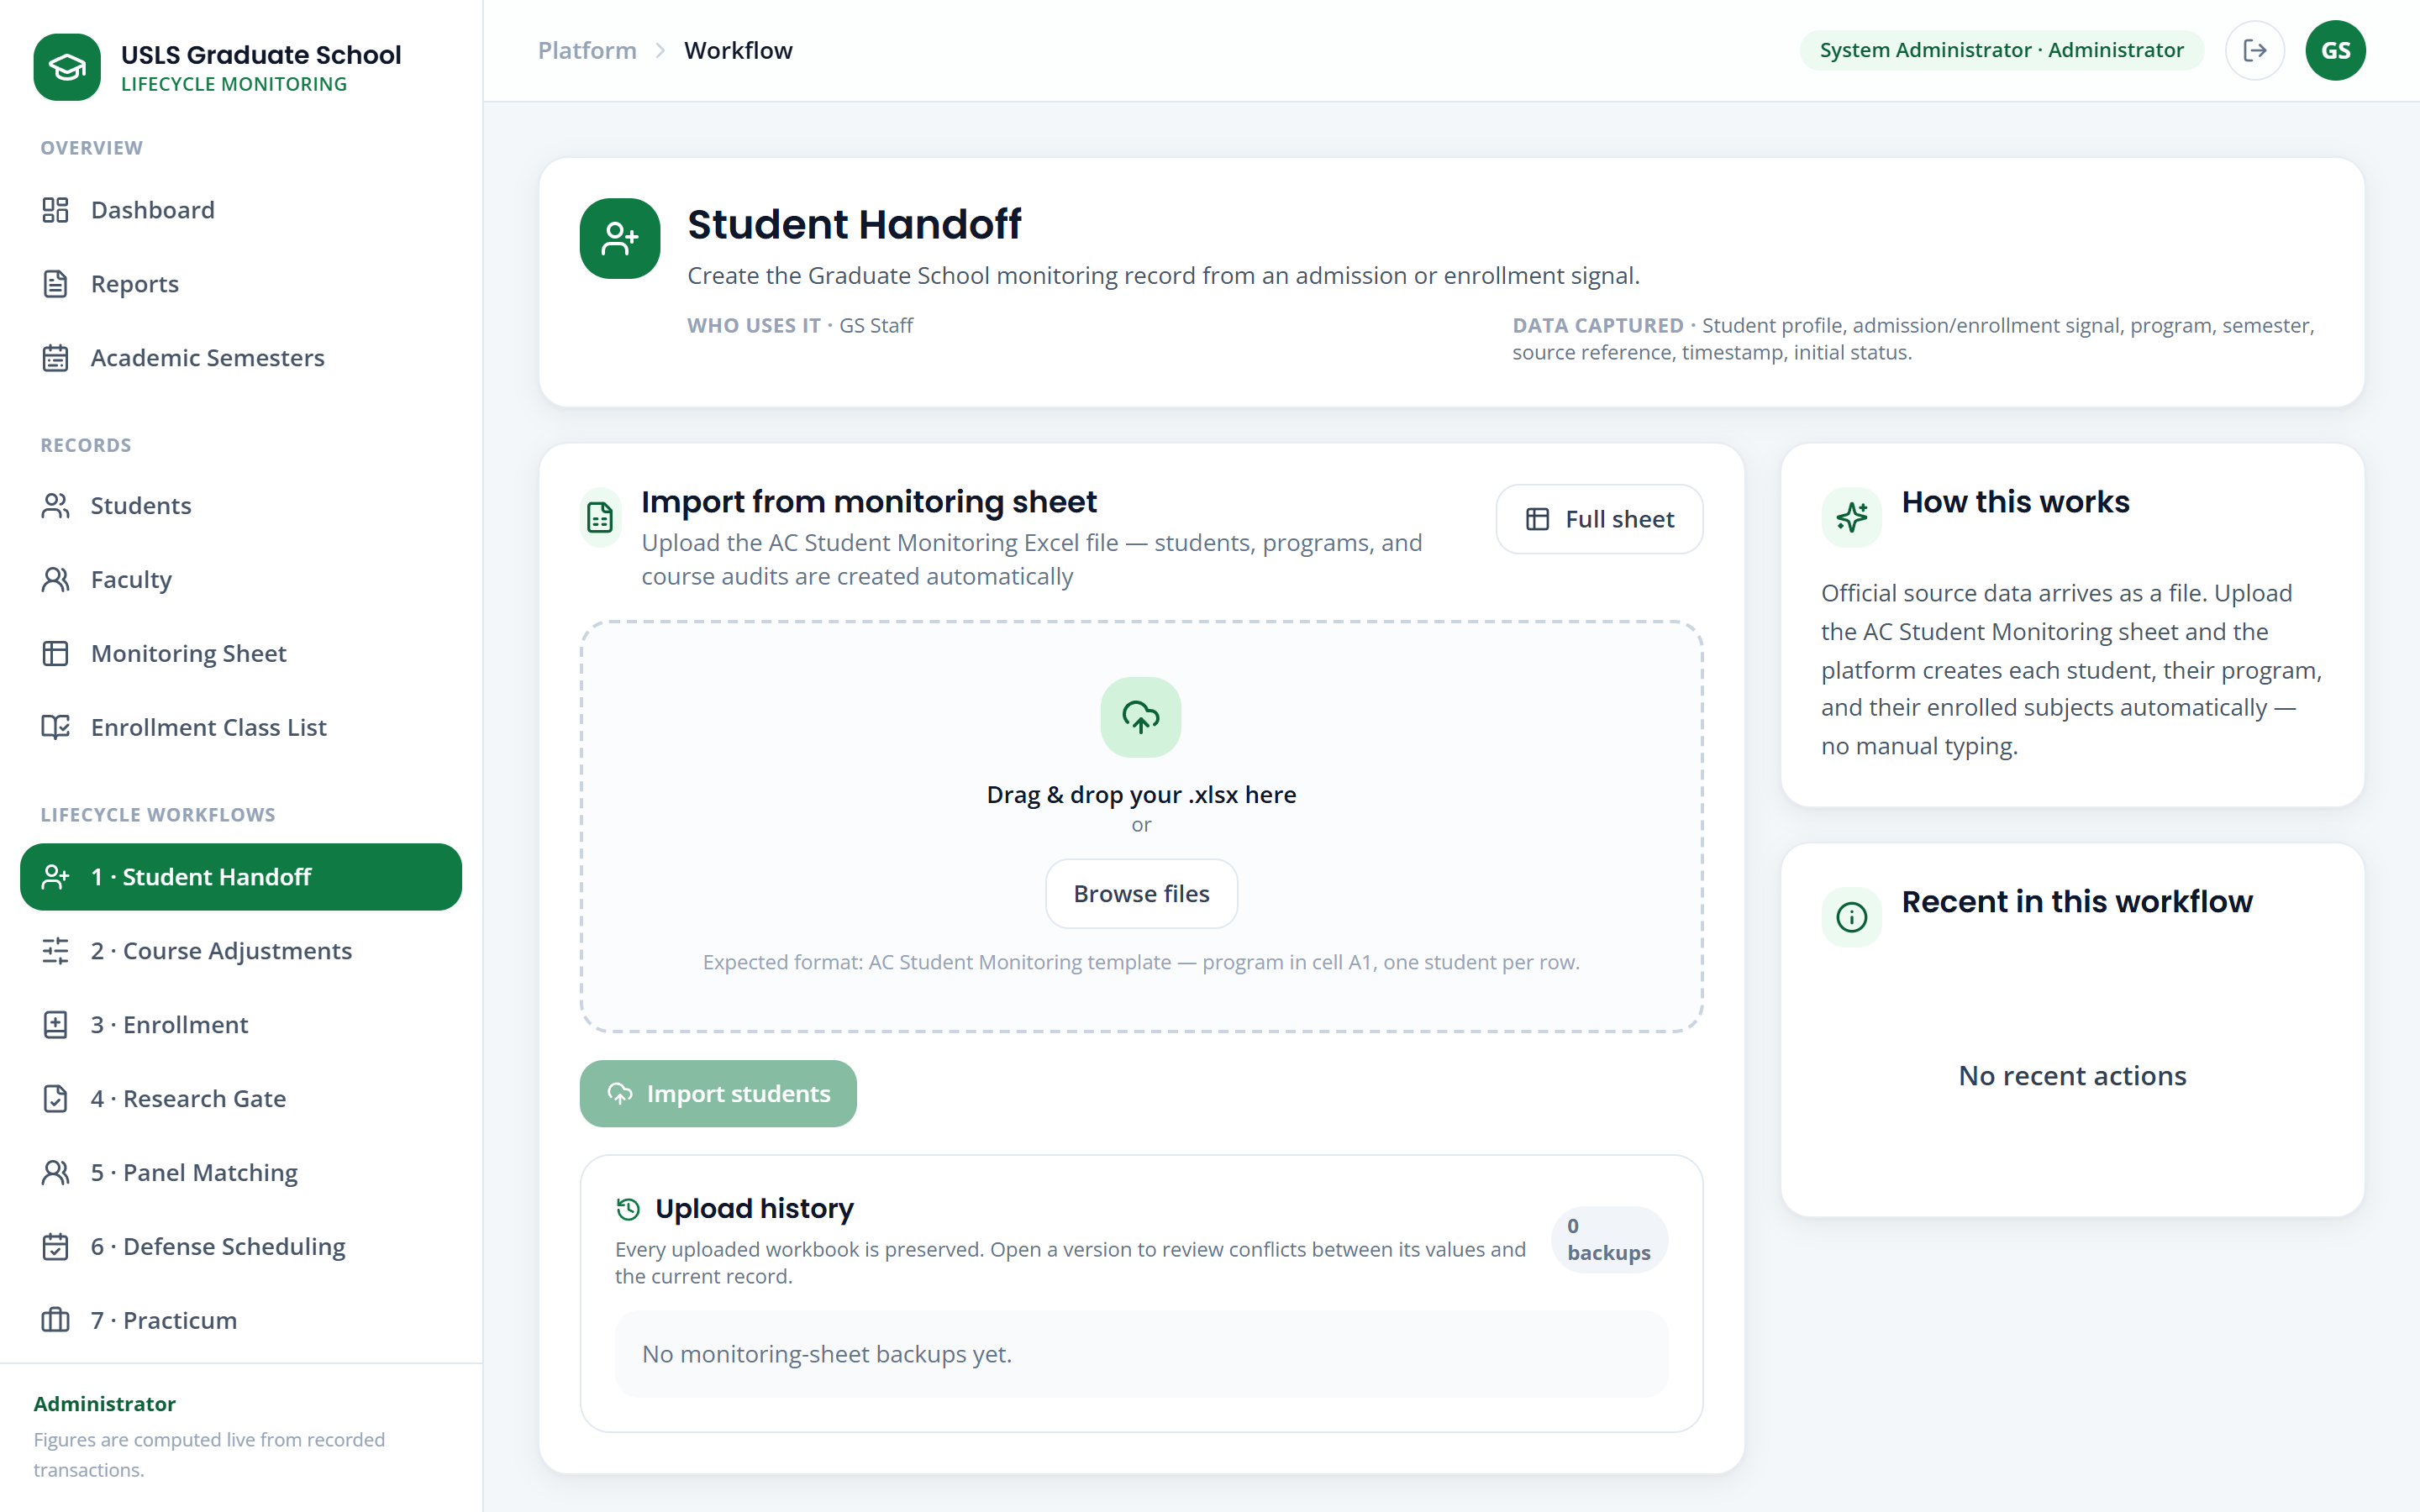 USLS Graduate School
LIFECYCLE MONITORING
OVERVIEW
Dashboard
Reports
Academic Semesters
RECORDS
Students
Faculty
Monitoring Sheet
Enrollment Class List
LIFECYCLE WORKFLOWS
1 · Student Handoff
2 · Course Adjustments
3 · Enrollment
4 · Research Gate
5 · Panel Matching
6 · Defense Scheduling
7 · Practicum
Administrator
Figures are computed live from recorded
transactions.
Platform > Workflow
System Administrator · Administrator
GS
Student Handoff
Create the Graduate School monitoring record from an admission or enrollment signal.
WHO USES IT · GS Staff
DATA CAPTURED · Student profile, admission/enrollment signal, program, semester,
source reference, timestamp, initial status.
Import from monitoring sheet
Upload the AC Student Monitoring Excel file — students, programs, and
course audits are created automatically
Full sheet
Drag & drop your .xlsx here
or
Browse files
Expected format: AC Student Monitoring template — program in cell A1, one student per row.
Import students
Upload history
Every uploaded workbook is preserved. Open a version to review conflicts between its values and
the current record.
0
backups
No monitoring-sheet backups yet.
How this works
Official source data arrives as a file. Upload
the AC Student Monitoring sheet and the
platform creates each student, their program,
and their enrolled subjects automatically —
no manual typing.
Recent in this workflow
No recent actions